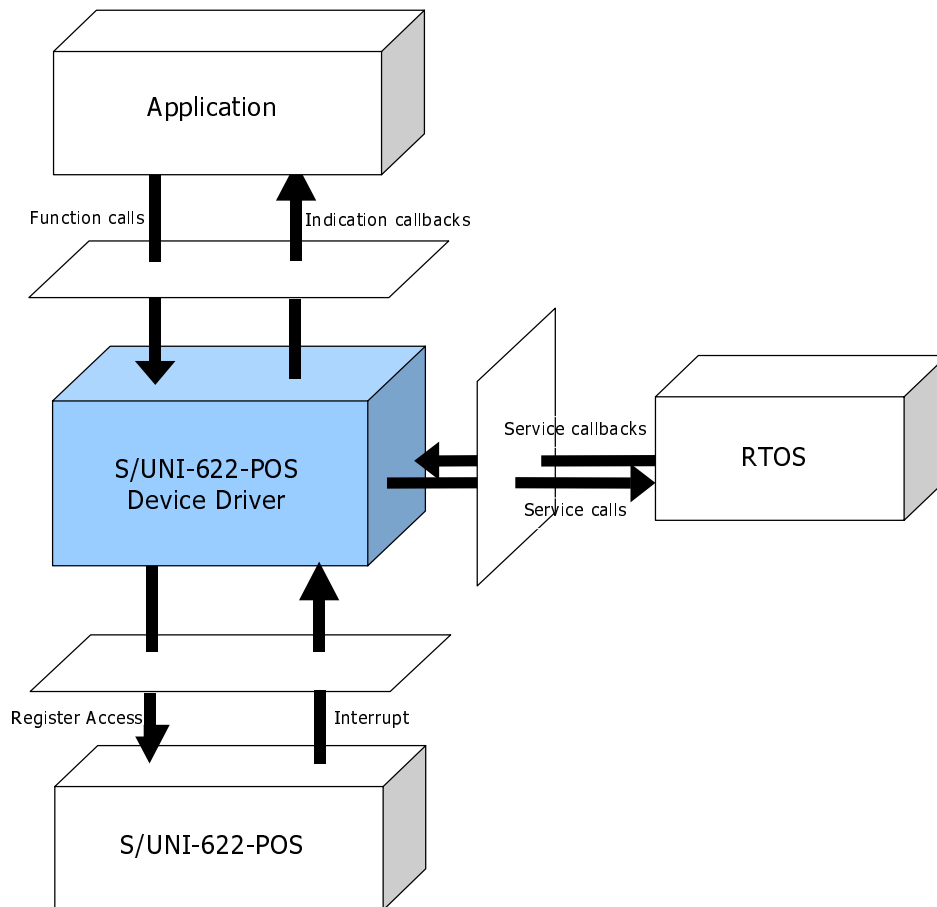 Application
Function calls
Indication callbacks
Service callbacks
RTOS
S/UNI-622-POS
Device Driver
Service calls
Register Access
Interrupt
S/UNI-622-POS